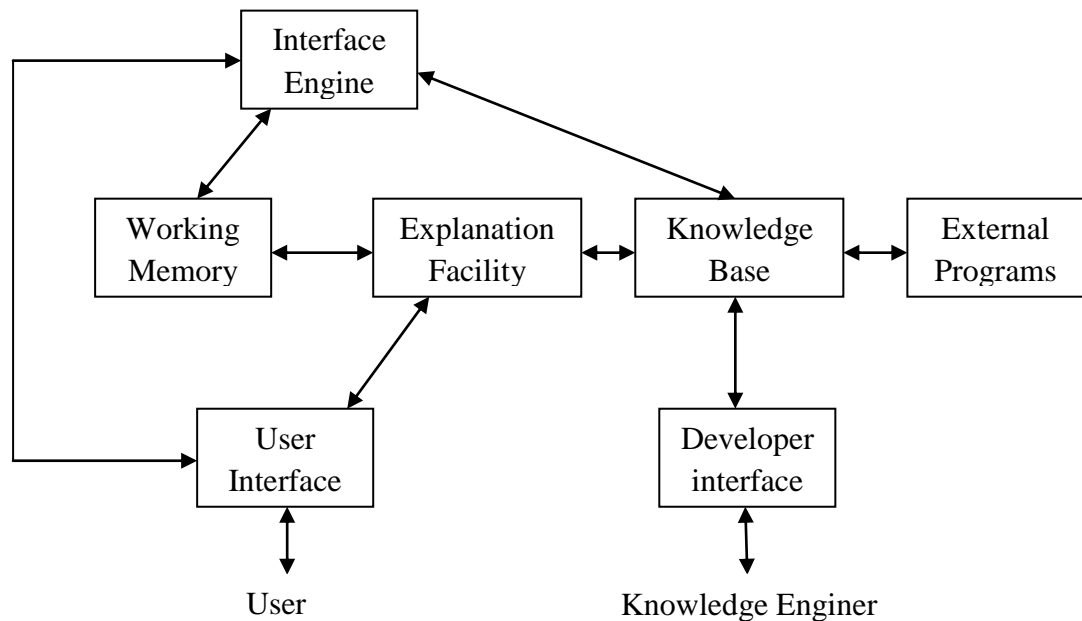 Interface
Engine
Working
Memory
Explanation
Facility
Knowledge
Base
External
Programs
User
Interface
Developer
interface
User
Knowledge Enginer